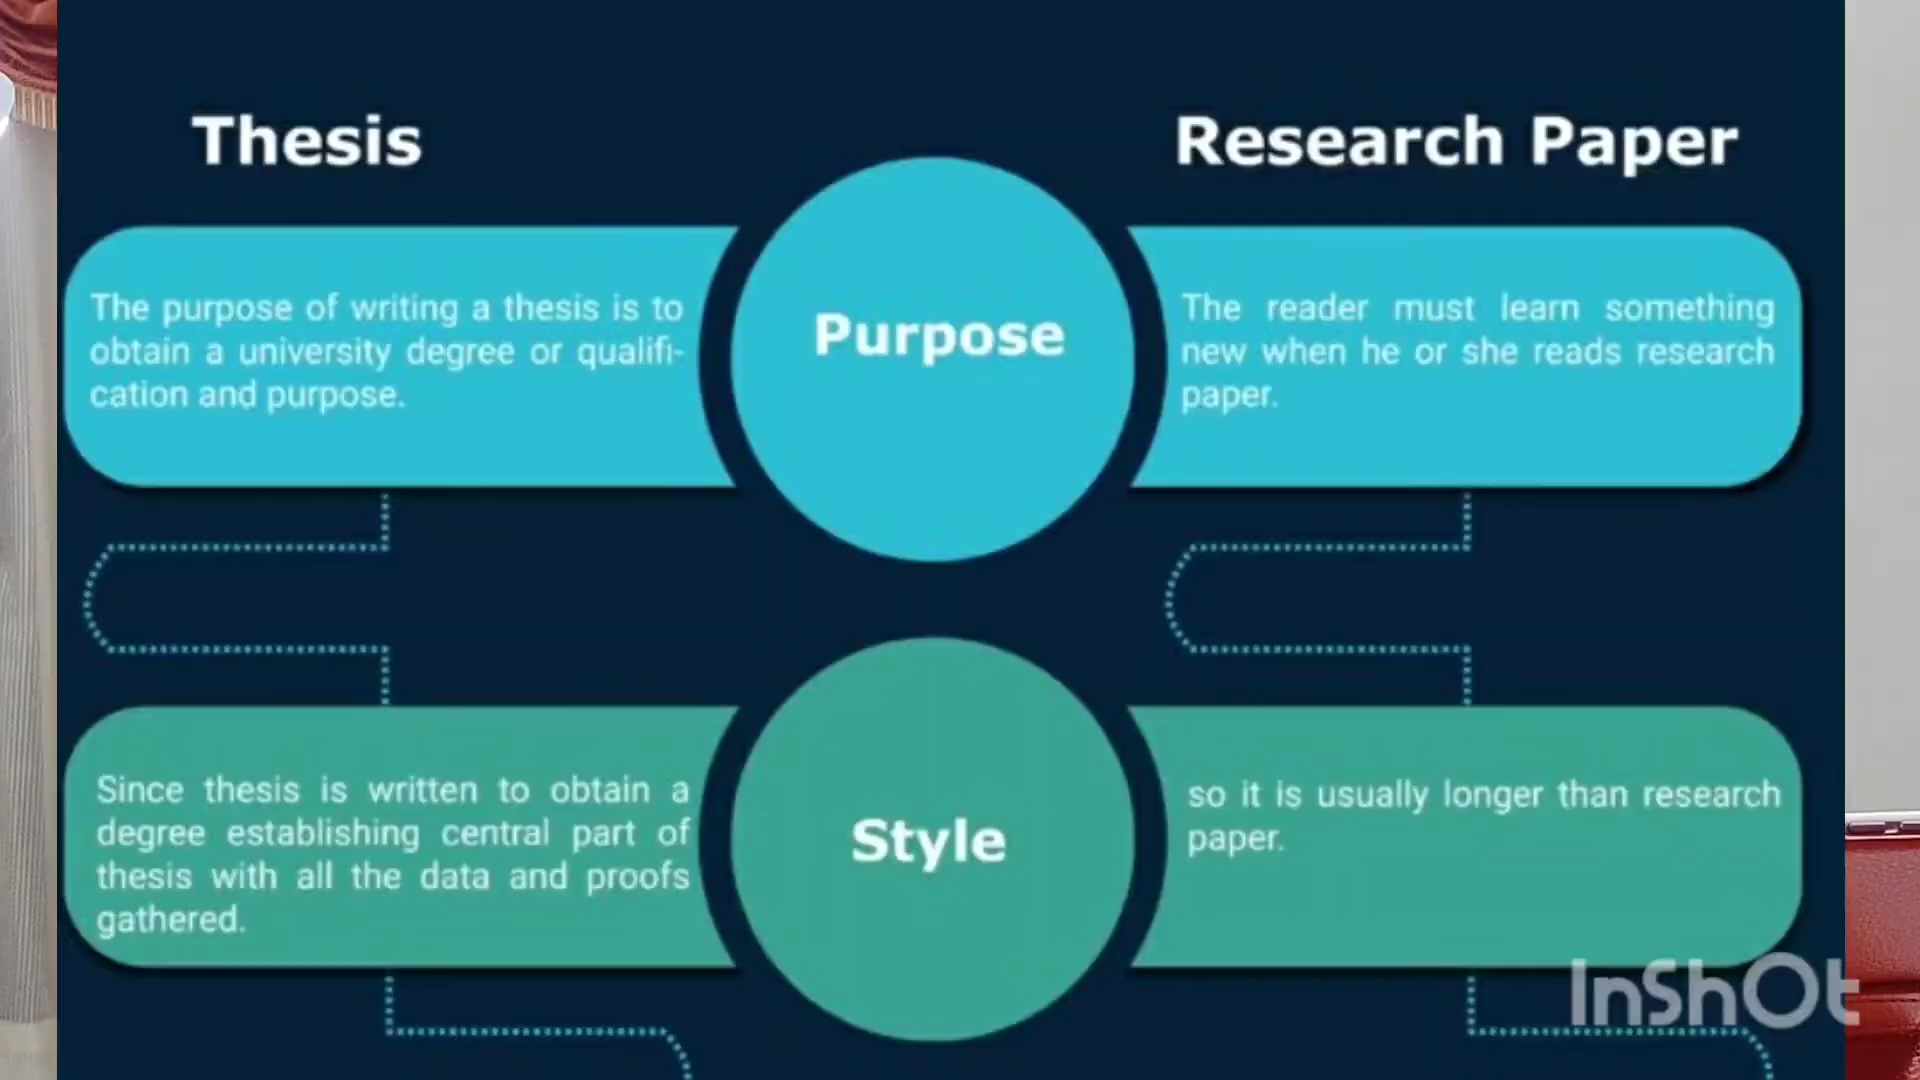 Thesis
Research Paper
The purpose of writing a thesis is to
obtain a university degree or qualifi-
cation and purpose.
Purpose
The reader must learn something
new when he or she reads research
paper.
Since thesis is written to obtain a
degree establishing central part of
thesis with all the data and proofs
gathered.
Style
so it is usually longer than research
paper.
InShOt